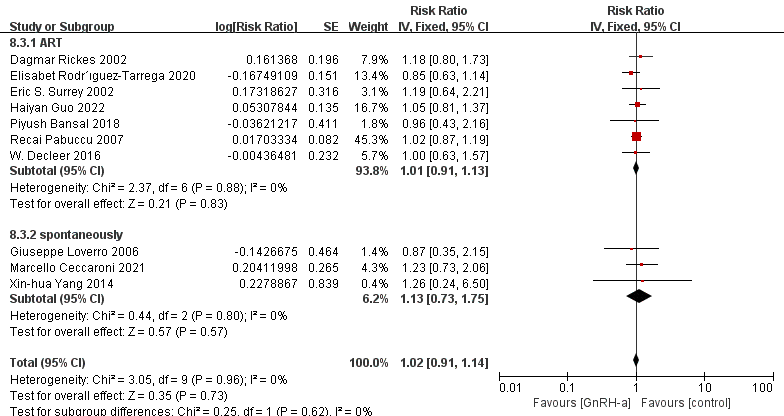 Risk Ratio Risk Ratio
Study or Subgroup log[Risk Ratio] SE Weight IV, Fixed, 95% CI IV, Fixed, 95% CI
8.3.1 ART
Dagmar Rickes 2002 0.161368 0.196 7.9% 1.18 [0.80, 1.73]
Elisabet Rodr´ıguez-Tarrega 2020 -0.16749109 0.151 13.4% 0.85 [0.63, 1.14]
Eric S. Surrey 2002 0.17318627 0.316 3.1% 1.19 [0.64, 2.21]
Haiyan Guo 2022 0.05307844 0.135 16.7% 1.05 [0.81, 1.37]
Piyush Bansal 2018 -0.03621217 0.411 1.8% 0.96 [0.43, 2.16]
Recai Pabuccu 2007 0.01703334 0.082 45.3% 1.02 [0.87, 1.19]
W. Decleer 2016 -0.00436481 0.232 5.7% 1.00 [0.63, 1.57]
Subtotal (95% CI) 93.8% 1.01 [0.91, 1.13]
Heterogeneity: Chi² = 2.37, df = 6 (P = 0.88); I² = 0%
Test for overall effect: Z = 0.21 (P = 0.83)
8.3.2 spontaneously
Giuseppe Loverro 2006 -0.1426675 0.464 1.4% 0.87 [0.35, 2.15]
Marcello Ceccaroni 2021 0.20411998 0.265 4.3% 1.23 [0.73, 2.06]
Xin-hua Yang 2014 0.2278867 0.839 0.4% 1.26 [0.24, 6.50]
Subtotal (95% CI) 6.2% 1.13 [0.73, 1.75]
Heterogeneity: Chi² = 0.44, df = 2 (P = 0.80); I² = 0%
Test for overall effect: Z = 0.57 (P = 0.57)
Total (95% CI) 100.0% 1.02 [0.91, 1.14]
Heterogeneity: Chi² = 3.05, df = 9 (P = 0.96); I² = 0%
Test for overall effect: Z = 0.35 (P = 0.73)
Test for subgroup differences: Chi² = 0.25, df = 1 (P = 0.62), I² = 0%
0.01 0.1 1 10 100
Favours [GnRH-a] Favours [control]